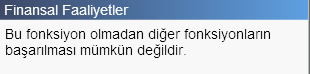 Finansal Faaliyetler
Bu fonksiyon olmadan diğer fonksiyonların
başarılması mümkün değildir.